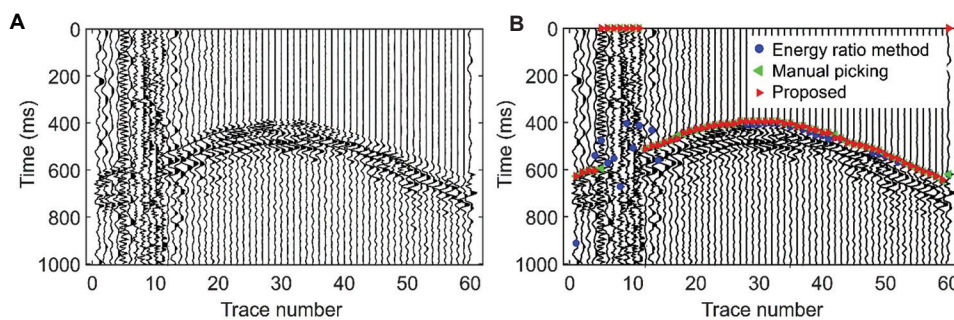 A
B
0
200
400
600
800
1000
Time (ms)
0 10 20 30 40 50 60
Trace number
0
200
400
600
800
1000
Time (ms)
0 10 20 30 40 50 60
Trace number
Energy ratio method
Manual picking
Proposed